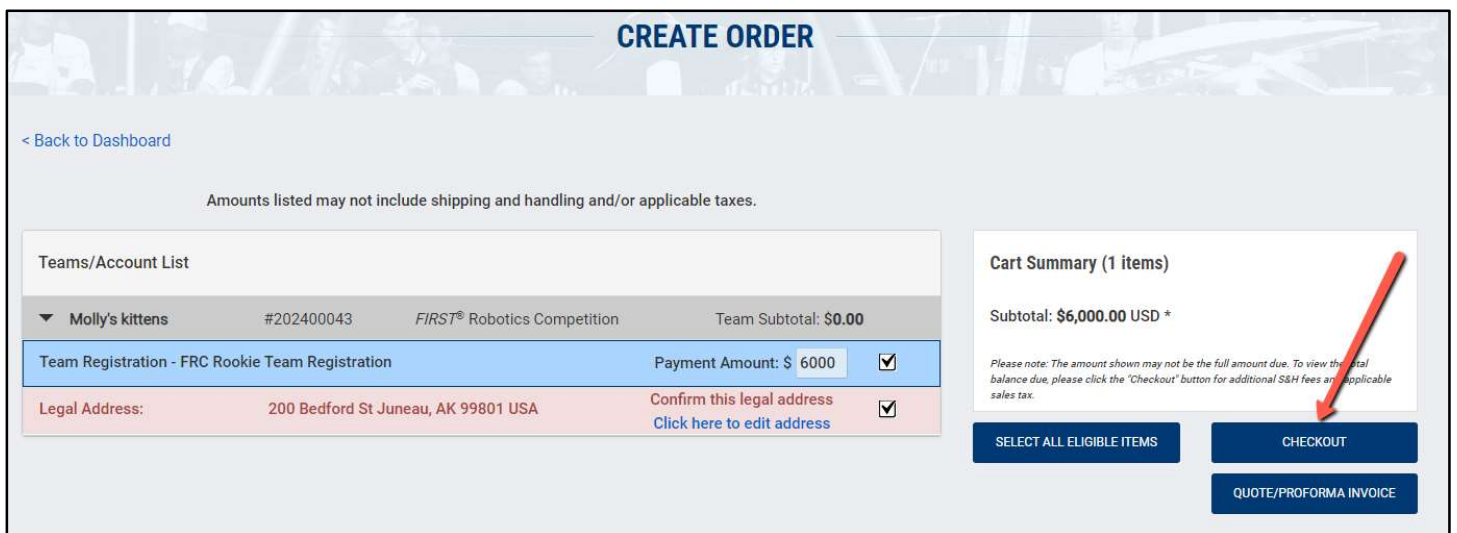 CREATE ORDER
< Back to Dashboard
Amounts listed may not include shipping and handling and/or applicable taxes.
Teams/Account List
Molly's kittens #202400043 FIRST® Robotics Competition Team Subtotal: $0.00
Team Registration - FRC Rookie Team Registration Payment Amount: $ 6000
Legal Address: 200 Bedford St Juneau, AK 99801 USA Confirm this legal address
Click here to edit address
Cart Summary (1 items)
Subtotal: $6,000.00 USD *
Please note: The amount shown may not be the full amount due. To view the total
balance due, please click the "Checkout" button for additional S&H fees and applicable
sales tax.
SELECT ALL ELIGIBLE ITEMS
CHECKOUT
QUOTE/PROFORMA INVOICE